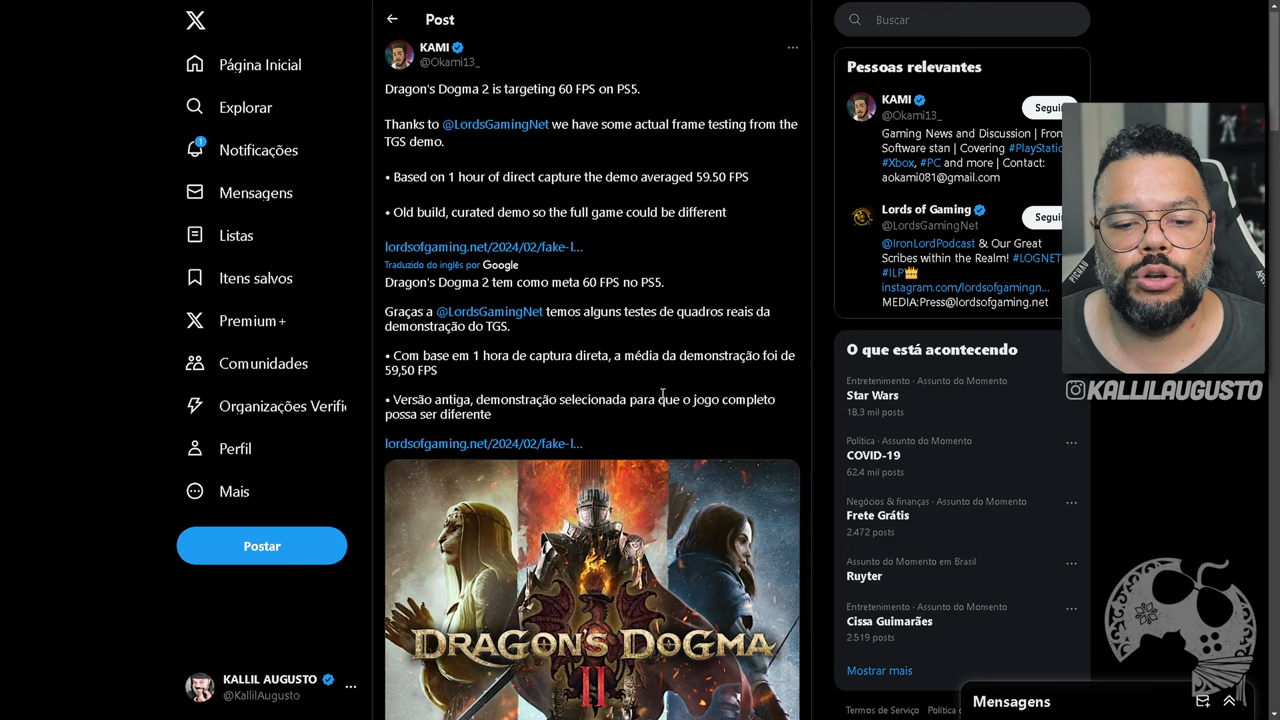 Página Inicial
Explorar
1
Notificações
Mensagens
Listas
Itens salvos
Premium+
Comunidades
Organizações Verifi
Perfil
Mais
Postar
KALLIL AUGUSTO
@KallilAugusto
Post
KAMI
@Okami13_
Dragon's Dogma 2 is targeting 60 FPS on PS5.
Thanks to @LordsGamingNet we have some actual frame testing from the
TGS demo.
• Based on 1 hour of direct capture the demo averaged 59.50 FPS
• Old build, curated demo so the full game could be different
lordsofgaming.net/2024/02/fake-l...
Traduzido do inglês por Google
Dragon's Dogma 2 tem como meta 60 FPS no PS5.
Graças a @LordsGamingNet temos alguns testes de quadros reais da
demonstração do TGS.
• Com base em 1 hora de captura direta, a média da demonstração foi de
59,50 FPS
• Versão antiga, demonstração selecionada para que o jogo completo
possa ser diferente
lordsofgaming.net/2024/02/fake-l...
DRAGON'S DOGMA
II
Buscar
Pessoas relevantes
KAMI
@Okami13_
Seguir
Gaming News and Discussion | From
Software stan | Covering #PlayStation
#Xbox, #PC and more | Contact:
aokami081@gmail.com
Lords of Gaming
@LordsGamingNet
Seguir
@IronLordPodcast & Our Great
Scribes within the Realm! #LOGNET
#ILP
instagram.com/lordsofgamingn...
MEDIA:Press@lordsofgaming.net
O que está acontecendo
Entretenimento · Assunto do Momento
Star Wars
18,3 mil posts
Política · Assunto do Momento
COVID-19
62,4 mil posts
Negócios & finanças · Assunto do Momento
Frete Grátis
2.472 posts
Assunto do Momento em Brasil
Ruyter
Entretenimento · Assunto do Momento
Cissa Guimarães
2.519 posts
Mostrar mais
Termos de Serviço
Mensagens
PICHAU
KALLILAUGUSTO